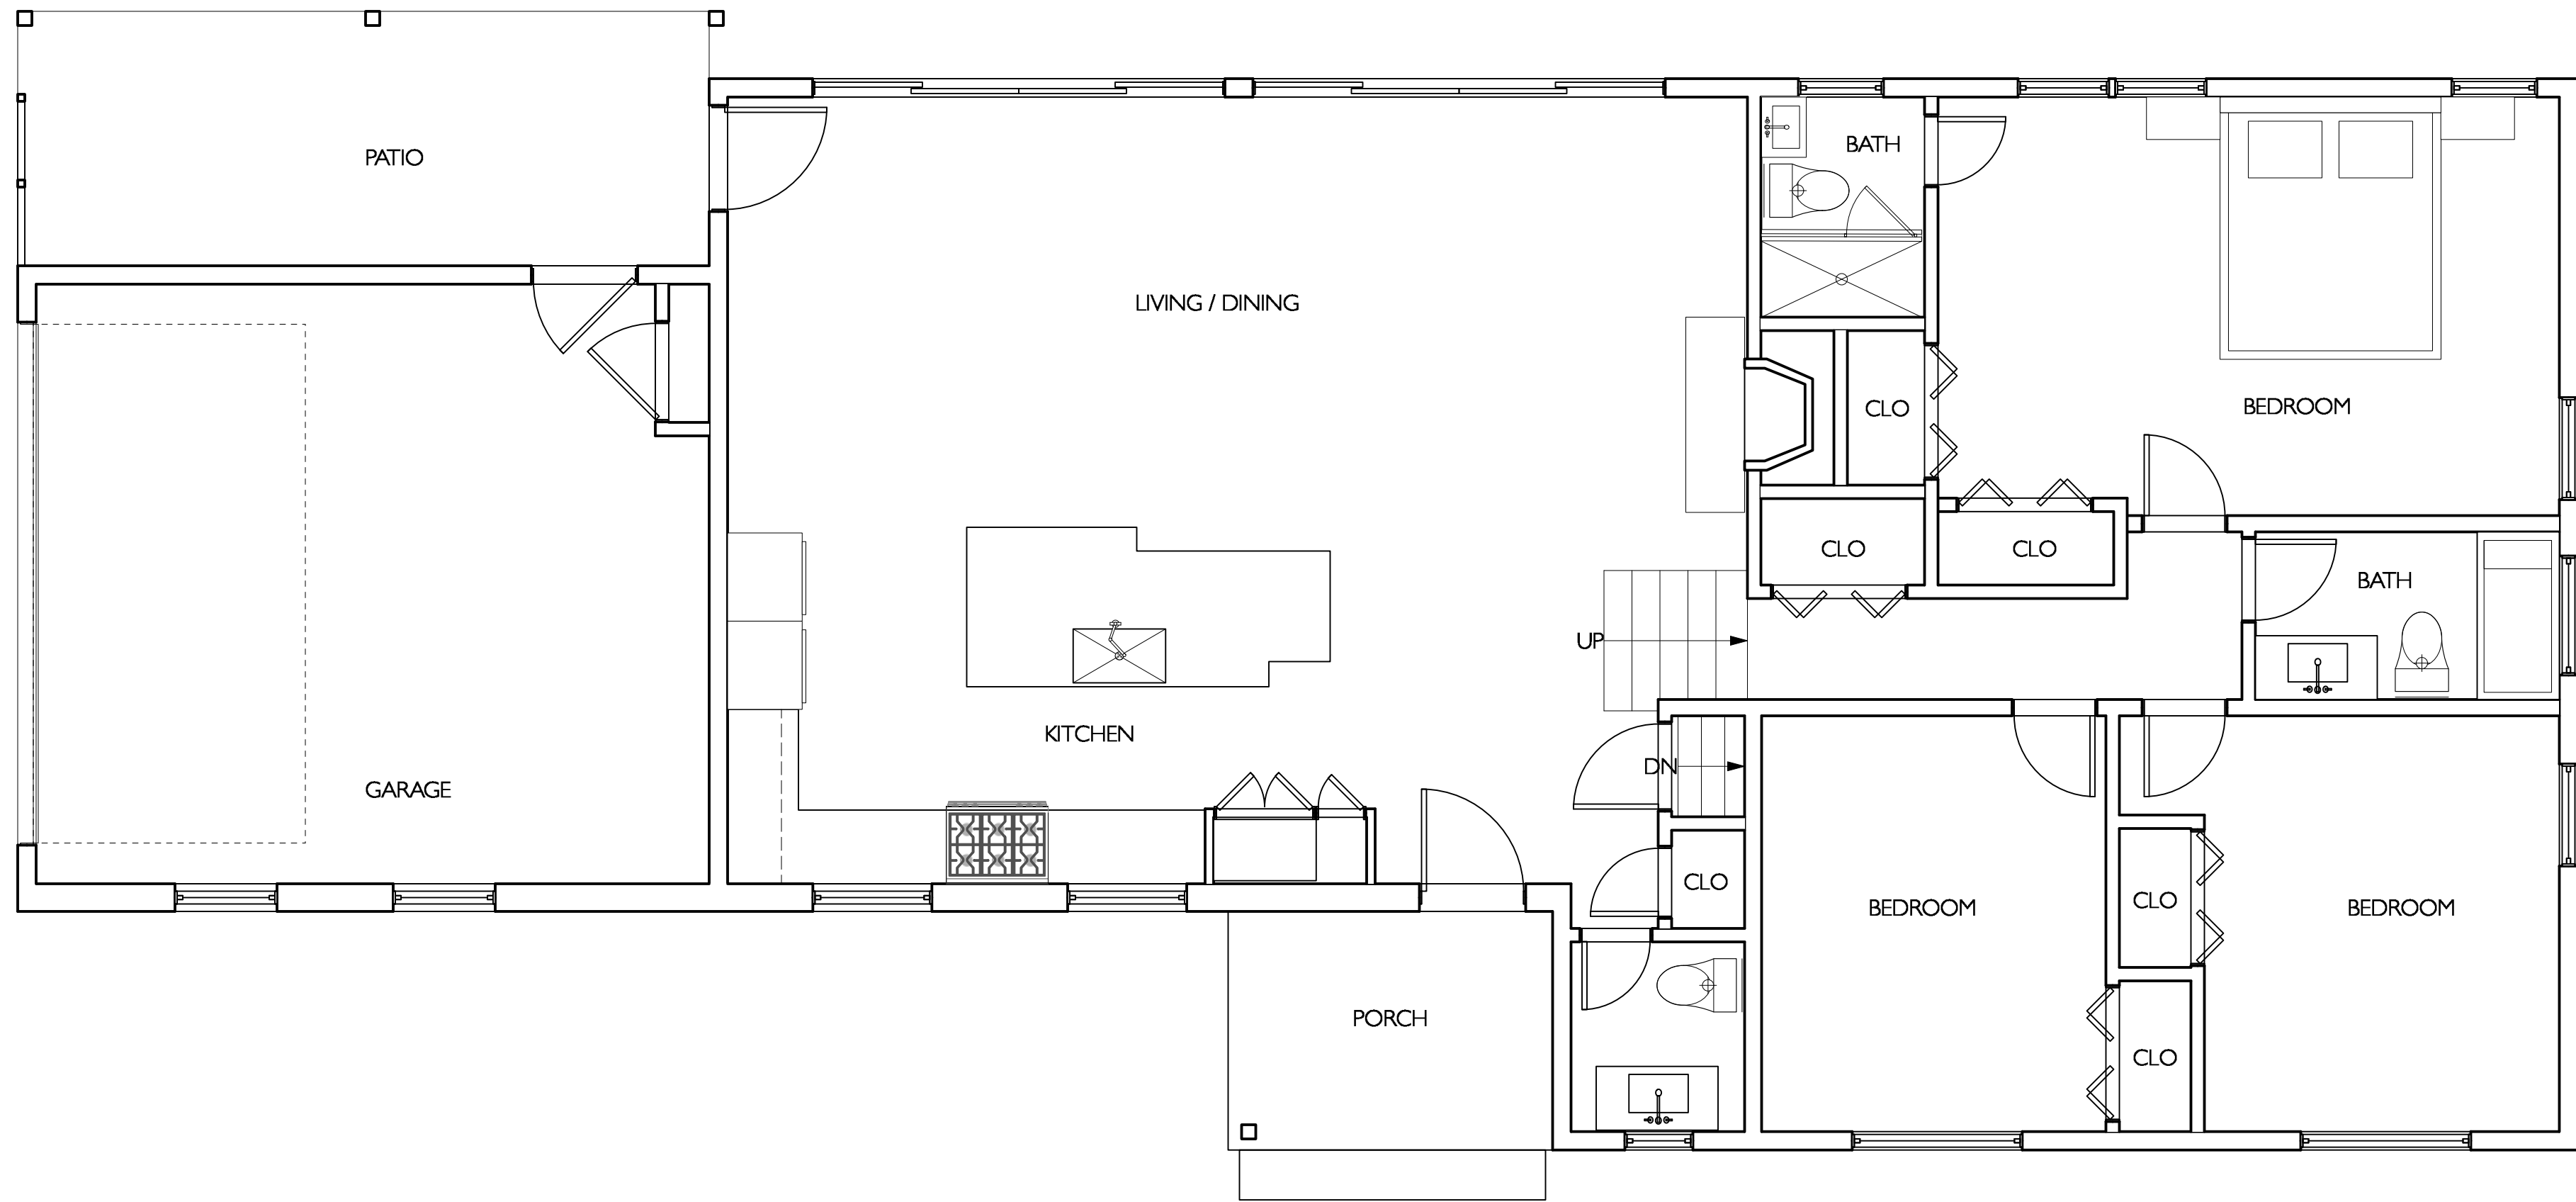 PATIO
BATH
LIVING / DINING
CLO
BEDROOM
CLO
CLO
BATH
UP
KITCHEN
DN
GARAGE
CLO
BEDROOM
CLO
BEDROOM
PORCH
CLO